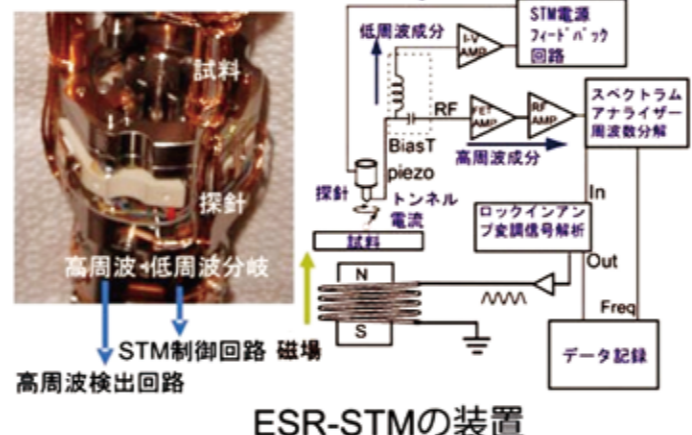 試料
探針
高周波・低周波分岐
STM制御回路
高周波検出回路
磁場
低周波成分
I-V
AMP
STM電源
フィードバック
回路
RF
FET
AMP
RF
AMP
スペクトラム
アナライザー
周波数分解
BiasT
高周波成分
piezo
探針
トンネル
電流
試料
In
ロックインアン
プ変調信号解析
Out
Freq
N
S
データ記録
ESR-STMの装置